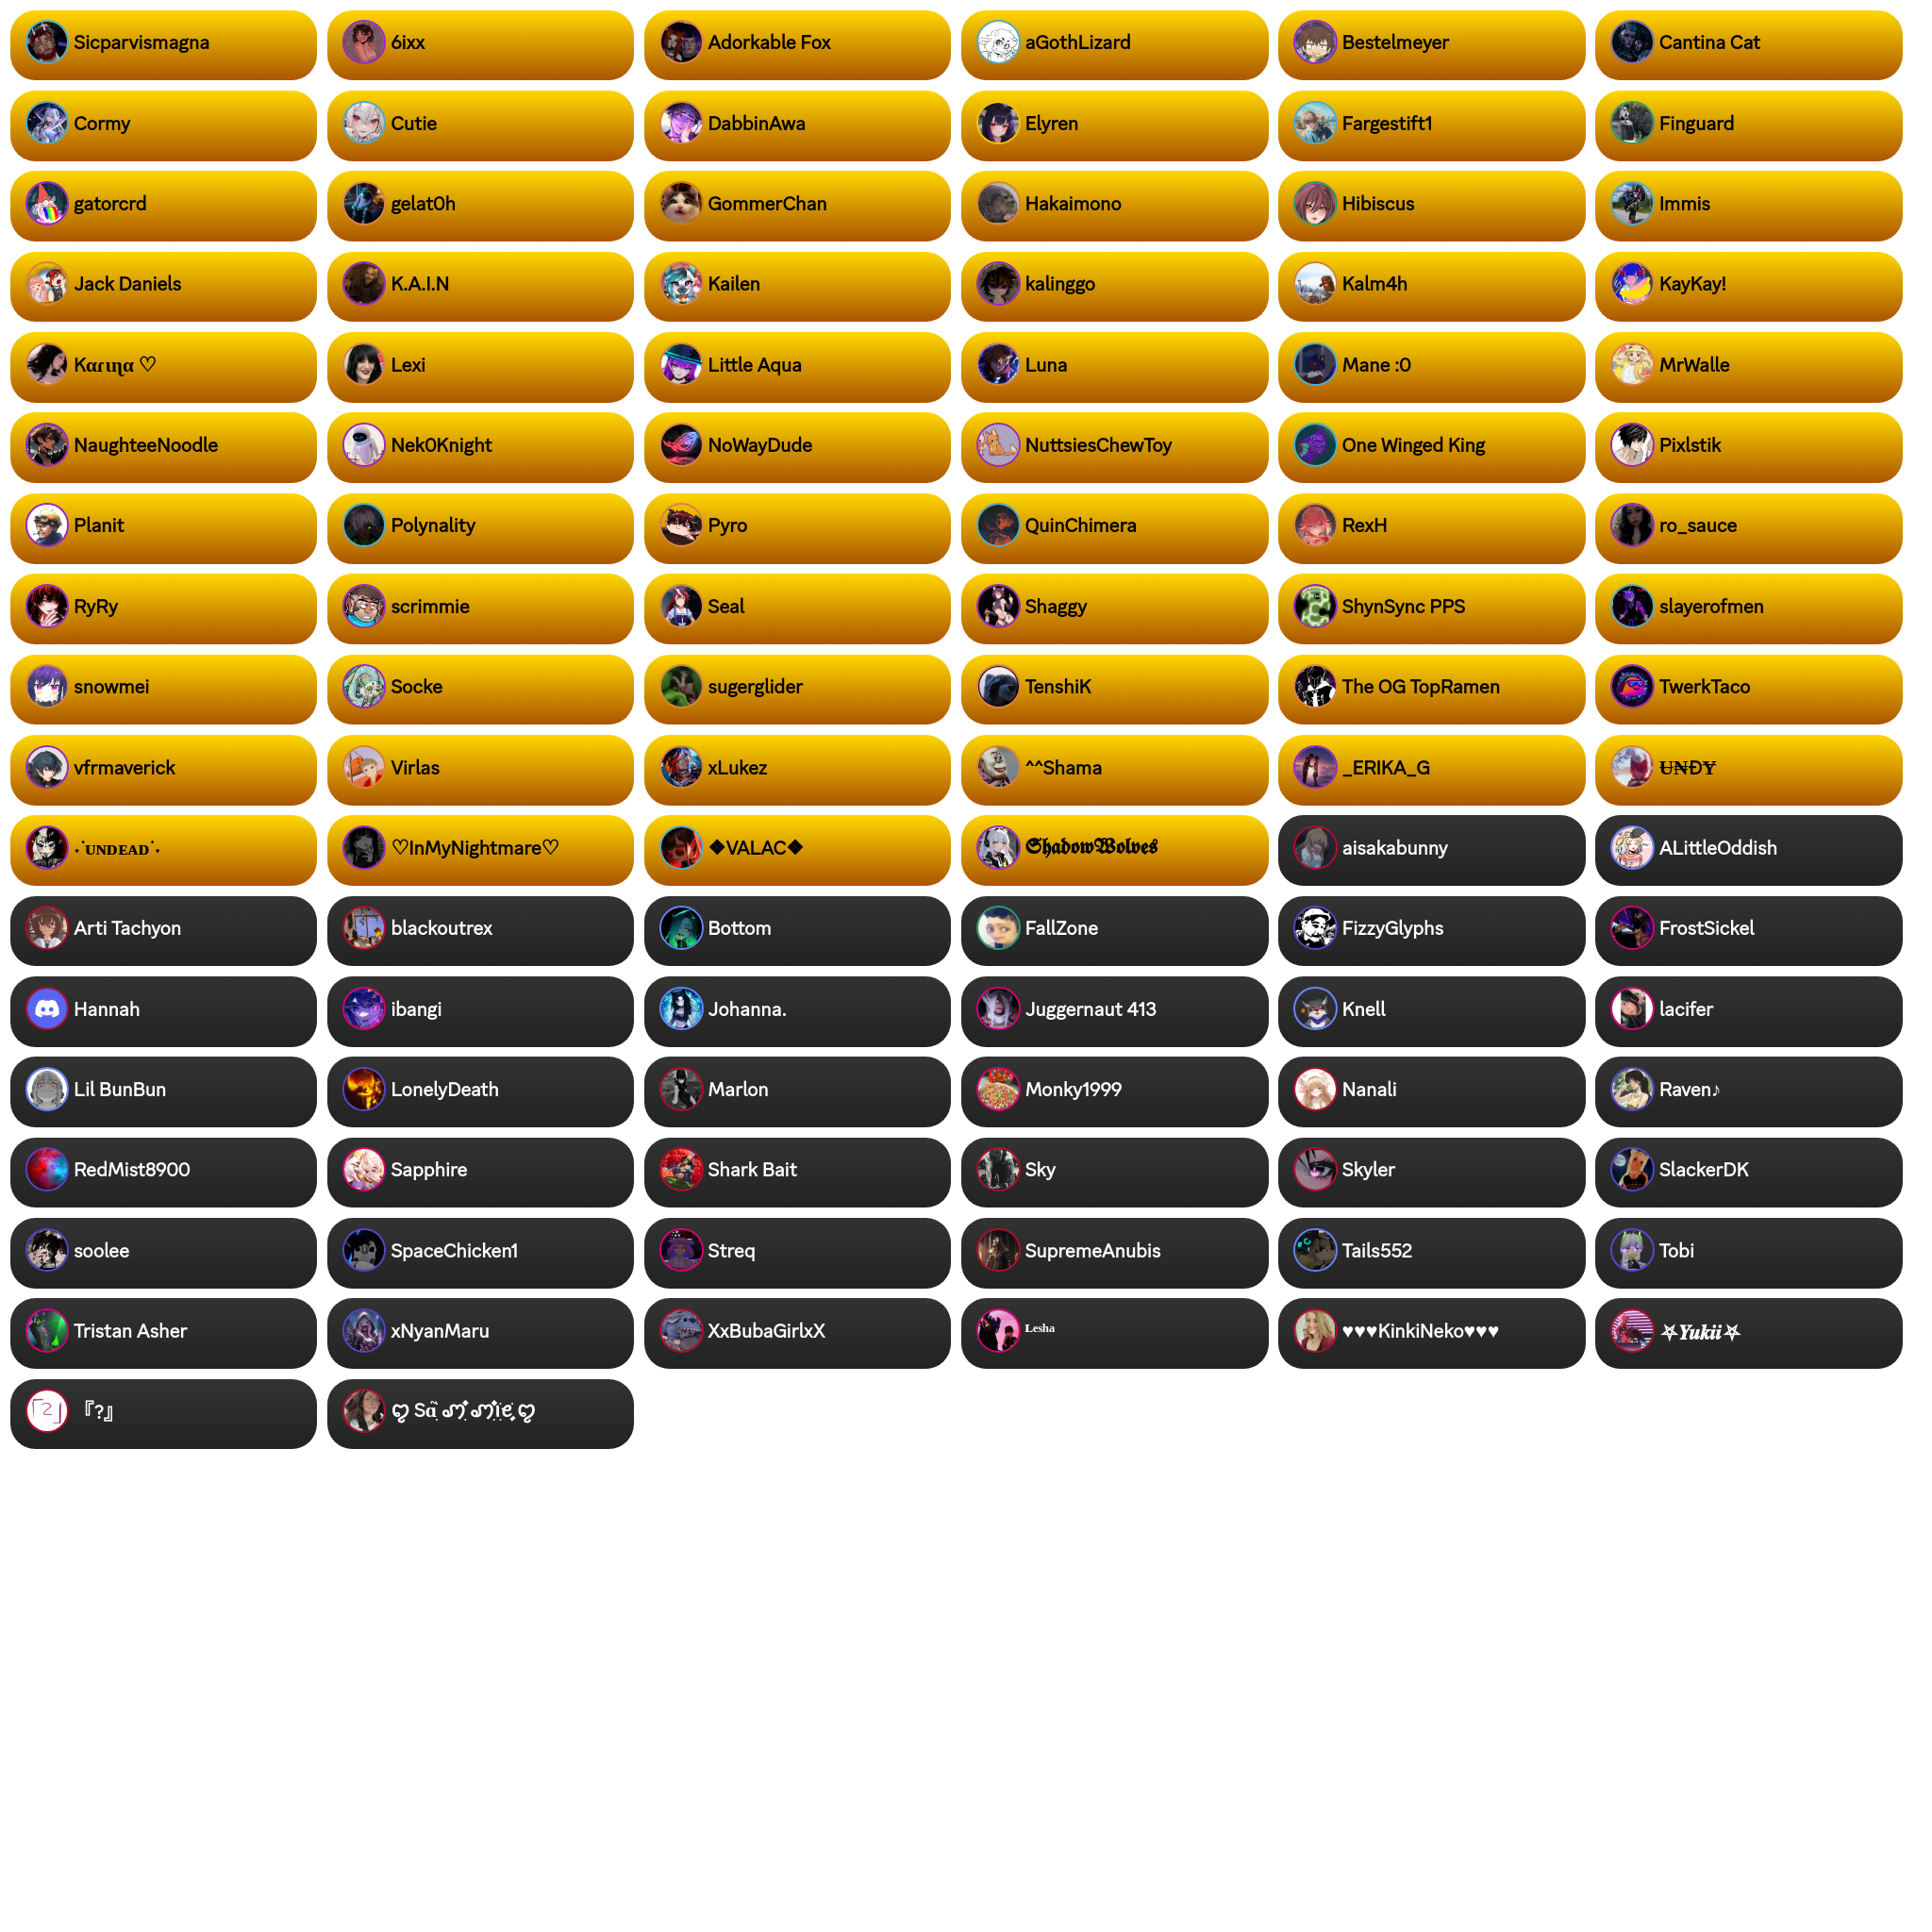 Sicparvismagna 6ixx Adorkable Fox aGothLizard Bestelmeyer Cantina Cat
Cormy Cutie DabbinAwa Elyren Fargestift1 Finguard
gatorcrd gelat0h GommerChan Hakaimono Hibiscus Immis
Jack Daniels K.A.I.N Kailen kalinggo Kalm4h KayKay!
Kαɾιɳα ♡ Lexi Little Aqua Luna Mane :0 MrWalle
NaughteeNoodle Nek0Knight NoWayDude NuttsiesChewToy One Winged King Pixlstik
Planit Polynality Pyro QuinChimera RexH ro_sauce
RyRy scrimmie Seal Shaggy ShynSync PPS slayerofmen
snowmei Socke sugerglider TenshiK The OG TopRamen TwerkTaco
vfrmaverick Virlas xLukez ^^Shama _ERIKA_G U̶N̶D̶Y̶
˖˙ᴜɴᴅᴇᴀᴅ˙˖ ♡InMyNightmare♡ ❖VALAC❖ 𝕾𝖍𝖆𝖉𝖔𝖜𝖂𝖔𝖑𝖛𝖊𝖘 aisakabunny ALittleOddish
Arti Tachyon blackoutrex Bottom FallZone FizzyGlyphs FrostSickel
Hannah ibangi Johanna. Juggernaut 413 Knell lacifer
Lil BunBun LonelyDeath Marlon Monky1999 Nanali Raven♪
RedMist8900 Sapphire Shark Bait Sky Skyler SlackerDK
soolee SpaceChicken1 Streq SupremeAnubis Tails552 Tobi
Tristan Asher xNyanMaru XxBubaGirlxX ᴸᵉˢʰᵃ ♥♥♥KinkiNeko♥♥♥ ⛧𝒀𝒖𝒌𝒊𝒊⛧
『?』